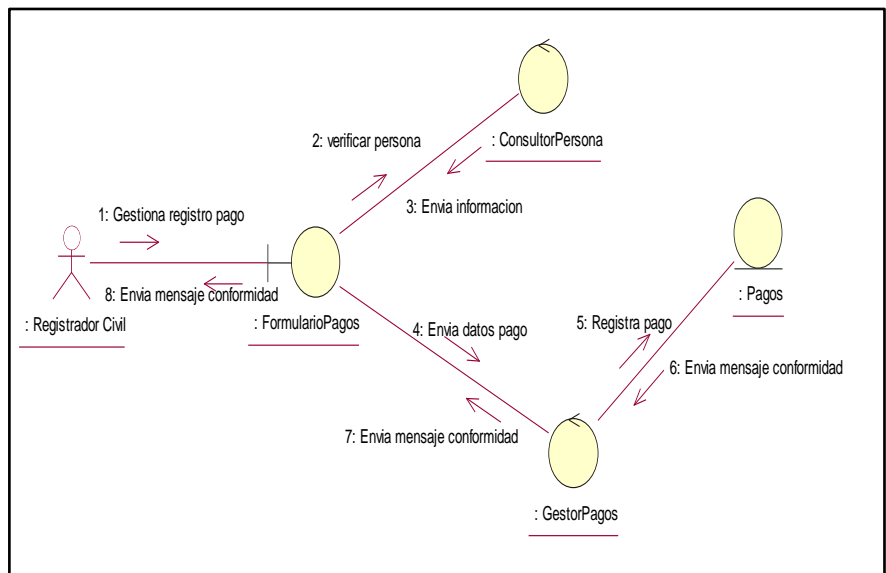 2: verificar persona
: ConsultorPersona
3: Envia informacion
1: Gestiona registro pago
8: Envia mensaje conformidad
: Registrador Civil
: FormularioPagos
4: Envia datos pago
5: Registra pago
: Pagos
6: Envia mensaje conformidad
7: Envia mensaje conformidad
: GestorPagos